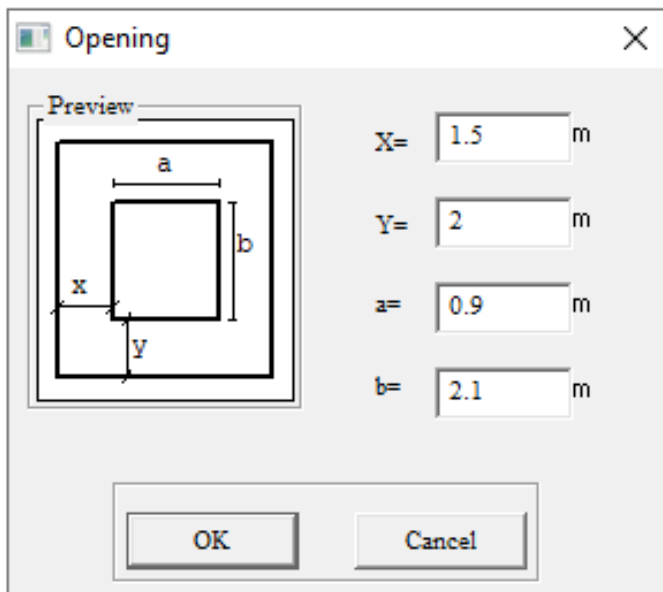 Opening
Preview
a
b
x
y
X= 1.5 m
Y= 2 m
a= 0.9 m
b= 2.1 m
OK Cancel